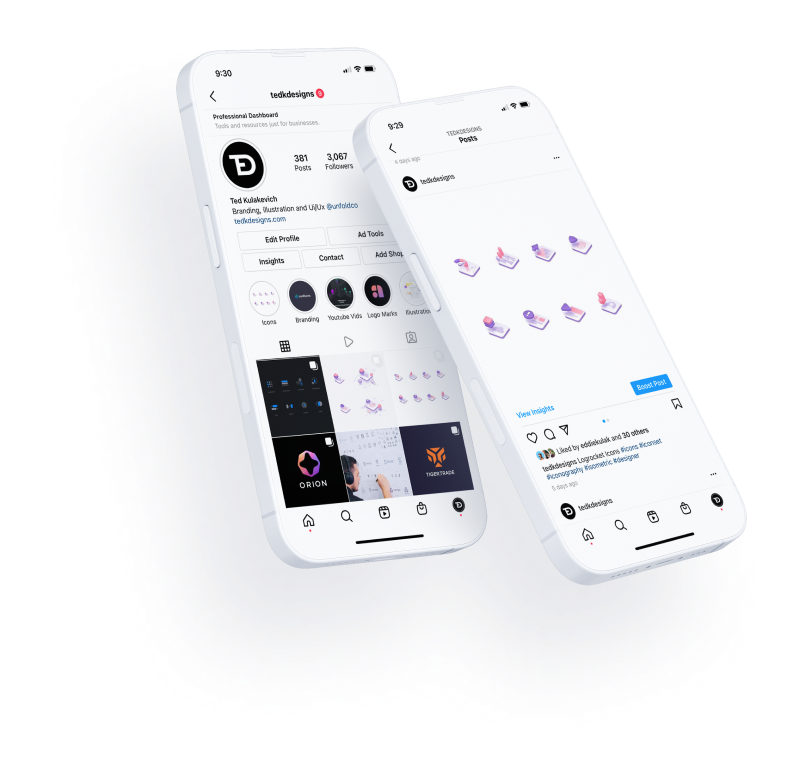 9:30
tedkdesigns 9
Professional Dashboard
Tools and resources just for businesses.
381 3,067
Posts Followers
Ted Kulakevich
Branding, illustration and Ui/Ux @unfoldco
tedkdesigns.com
Edit Profile Ad Tools
Insights Contact Add Shop
Icons Branding Youtube Vids Logo Marks Illustration
ORION
TIGERTRADE
9:29
TEDKDESIGNS
Posts
6 days ago
tedkdesigns
View Insights Boost Post
Liked by eddielulak and 30 others
tedkdesigns Logrocket Icons #icons #iconset
#iconography #isometric #designer
5 days ago
tedkdesigns